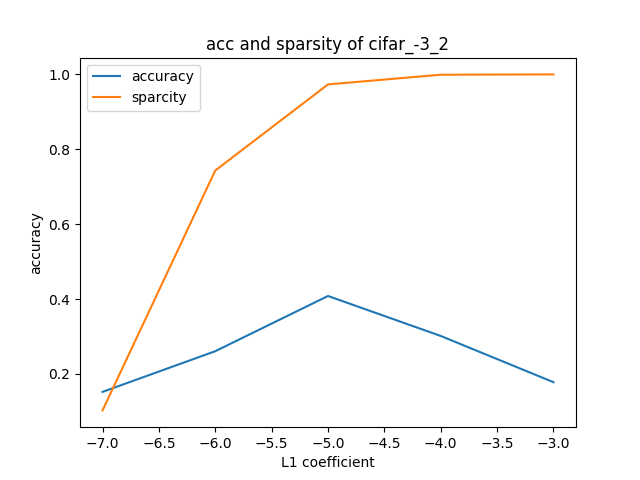 acc and sparsity of cifar_-3_2
accuracy
sparcity
1.0
0.8
0.6
0.4
0.2
accuracy
−7.0 −6.5 −6.0 −5.5 −5.0 −4.5 −4.0 −3.5 −3.0
L1 coefficient